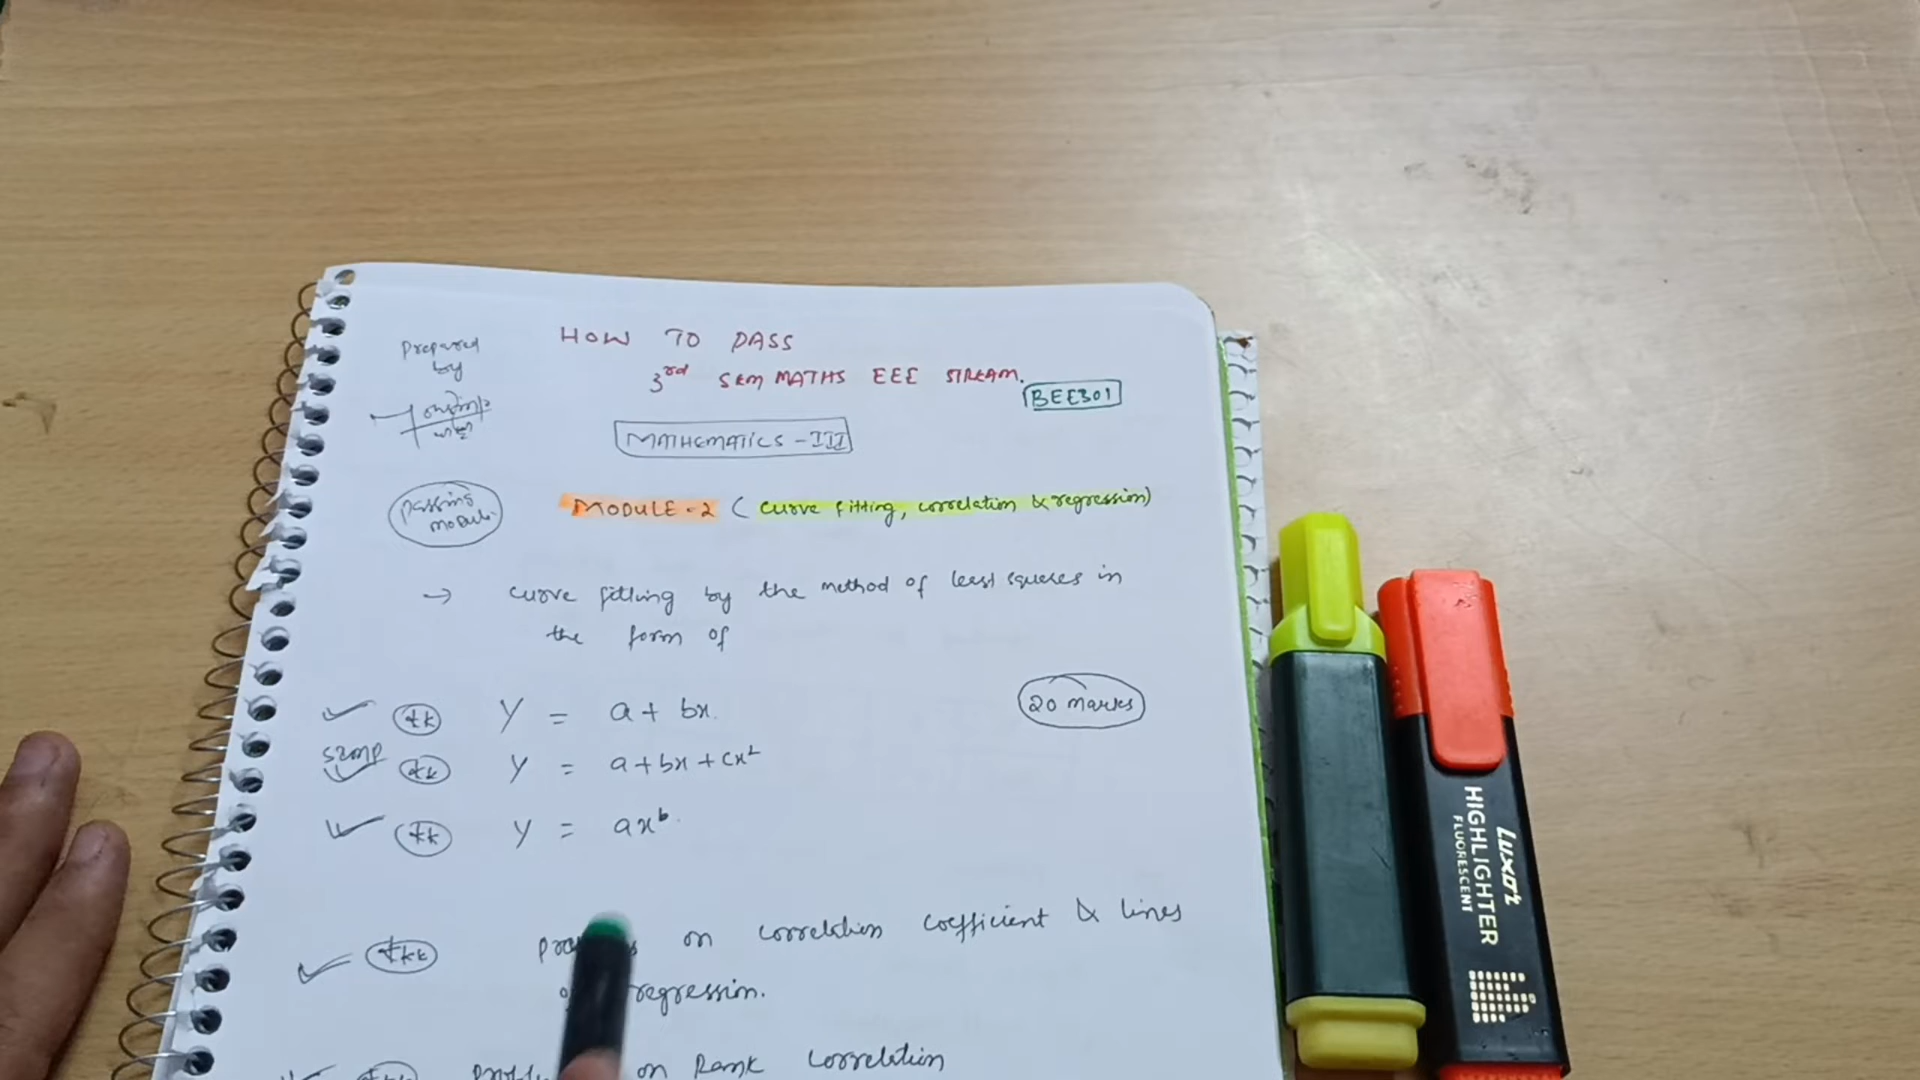 Prepared
by
HOW TO PASS
3rd SEM MATHS EEE STREAM.
BEE301
MATHEMATICS - III
passing
module
MODULE - 2 ( curve fitting, correlation & regression)
→ curve fitting by the method of least squares in
the form of
20 marks
Y = a + bx.
Y = a + bx + cx²
Y = ax^b.
on correlation coefficient & lines
regression.
on Rank correlation
Luxor
HIGHLIGHTER
FLUORESCENT